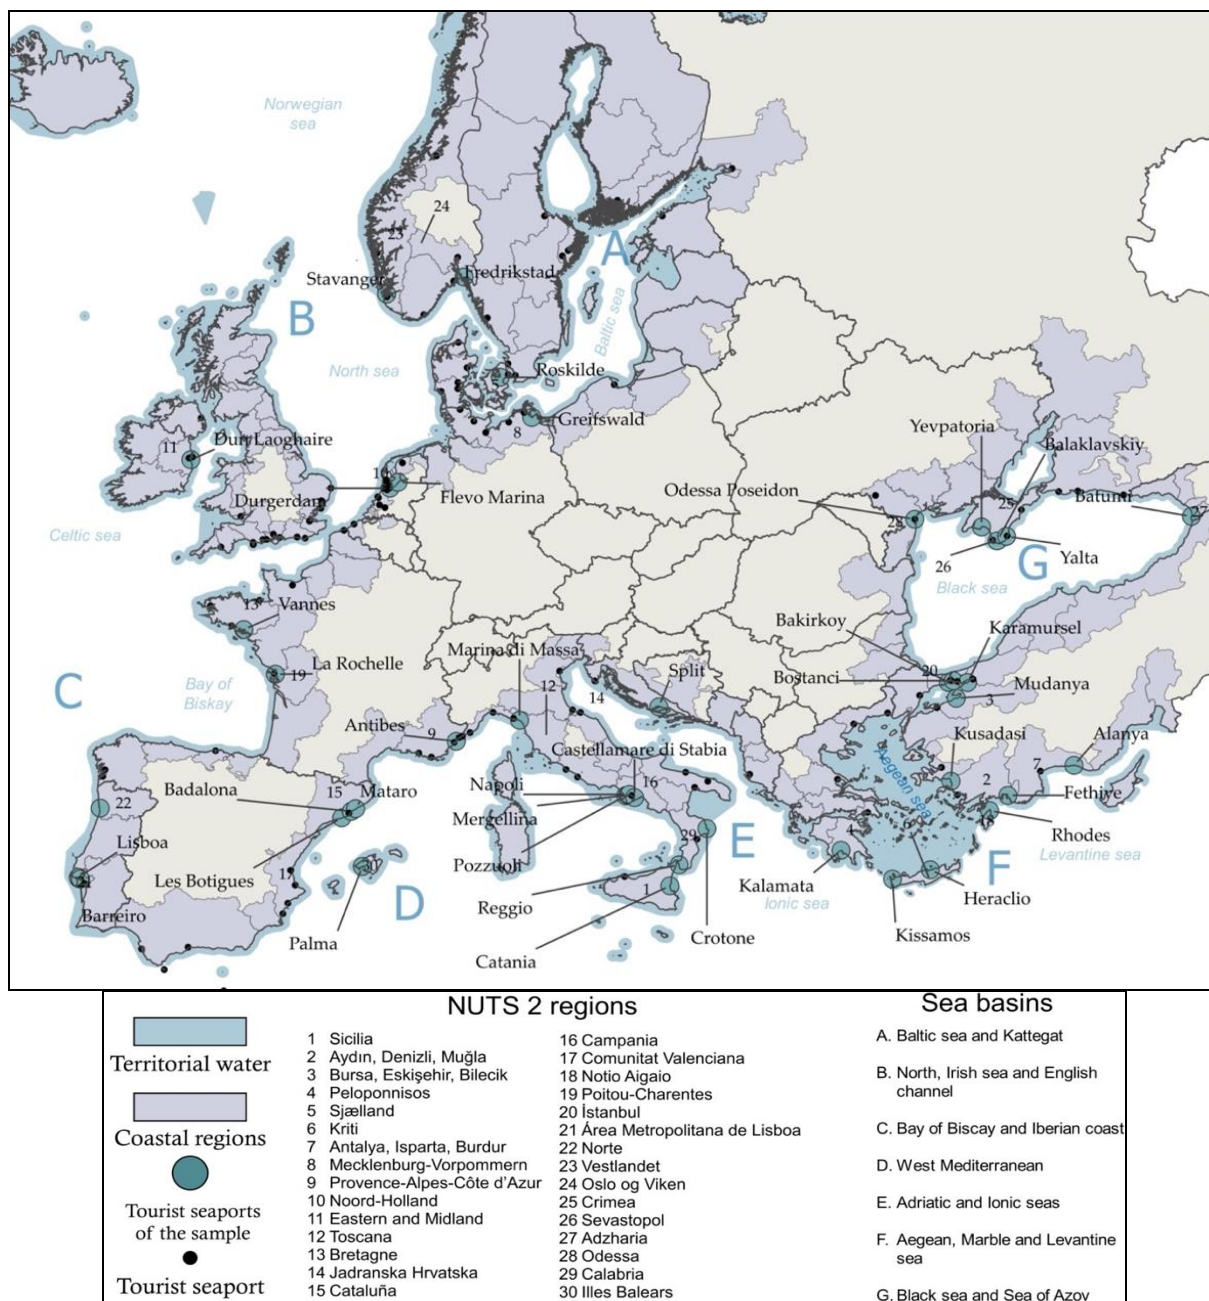 Norwegian
sea
24
23
A
Stavanger
Fredrikstad
B
Baltic sea
North sea
Roskilde
8
Greifswald
Yevpatoria
11
Dun Laoghaire
Balaklavskiy
10
Durgerdan
Flevo Marina
Odessa Poseidon
25
Batumi
27
28
Celtic sea
26
G
Yalta
Black sea
13
Vannes
Bakirkoy
Karamursel
Marina di Massa
La Rochelle
19
Split
20
Bostanci
Mudanya
C
Bay of
Biskay
12
14
3
Antibes
9
Kusadasi
Alanya
Castellamare di Stabia
Aegean sea
Badalona
15
Mataro
Napoli
16
2
7
Fethiye
22
Mergellina
6
18
Lisboa
29
E
4
Rhodes
Pozzuoli
F
Levantine sea
21
Les Botigues
17
30
Kalamata
1
Reggio
Ionic sea
Heraclio
Barreiro
D
Palma
Crotone
Kissamos
Catania
Territorial water
Coastal regions
Tourist seaports
of the sample
Tourist seaport
NUTS 2 regions
1 Sicilia
2 Aydın, Denizli, Muğla
3 Bursa, Eskişehir, Bilecik
4 Peloponnisos
5 Sjælland
6 Kriti
7 Antalya, Isparta, Burdur
8 Mecklenburg-Vorpommern
9 Provence-Alpes-Côte d’Azur
10 Noord-Holland
11 Eastern and Midland
12 Toscana
13 Bretagne
14 Jadranska Hrvatska
15 Cataluña
16 Campania
17 Comunitat Valenciana
18 Notio Aigaio
19 Poitou-Charentes
20 İstanbul
21 Área Metropolitana de Lisboa
22 Norte
23 Vestlandet
24 Oslo og Viken
25 Crimea
26 Sevastopol
27 Adzharia
28 Odessa
29 Calabria
30 Illes Balears
Sea basins
A. Baltic sea and Kattegat
B. North, Irish sea and English
channel
C. Bay of Biscay and Iberian coast
D. West Mediterranean
E. Adriatic and Ionic seas
F. Aegean, Marble and Levantine
sea
G. Black sea and Sea of Azov